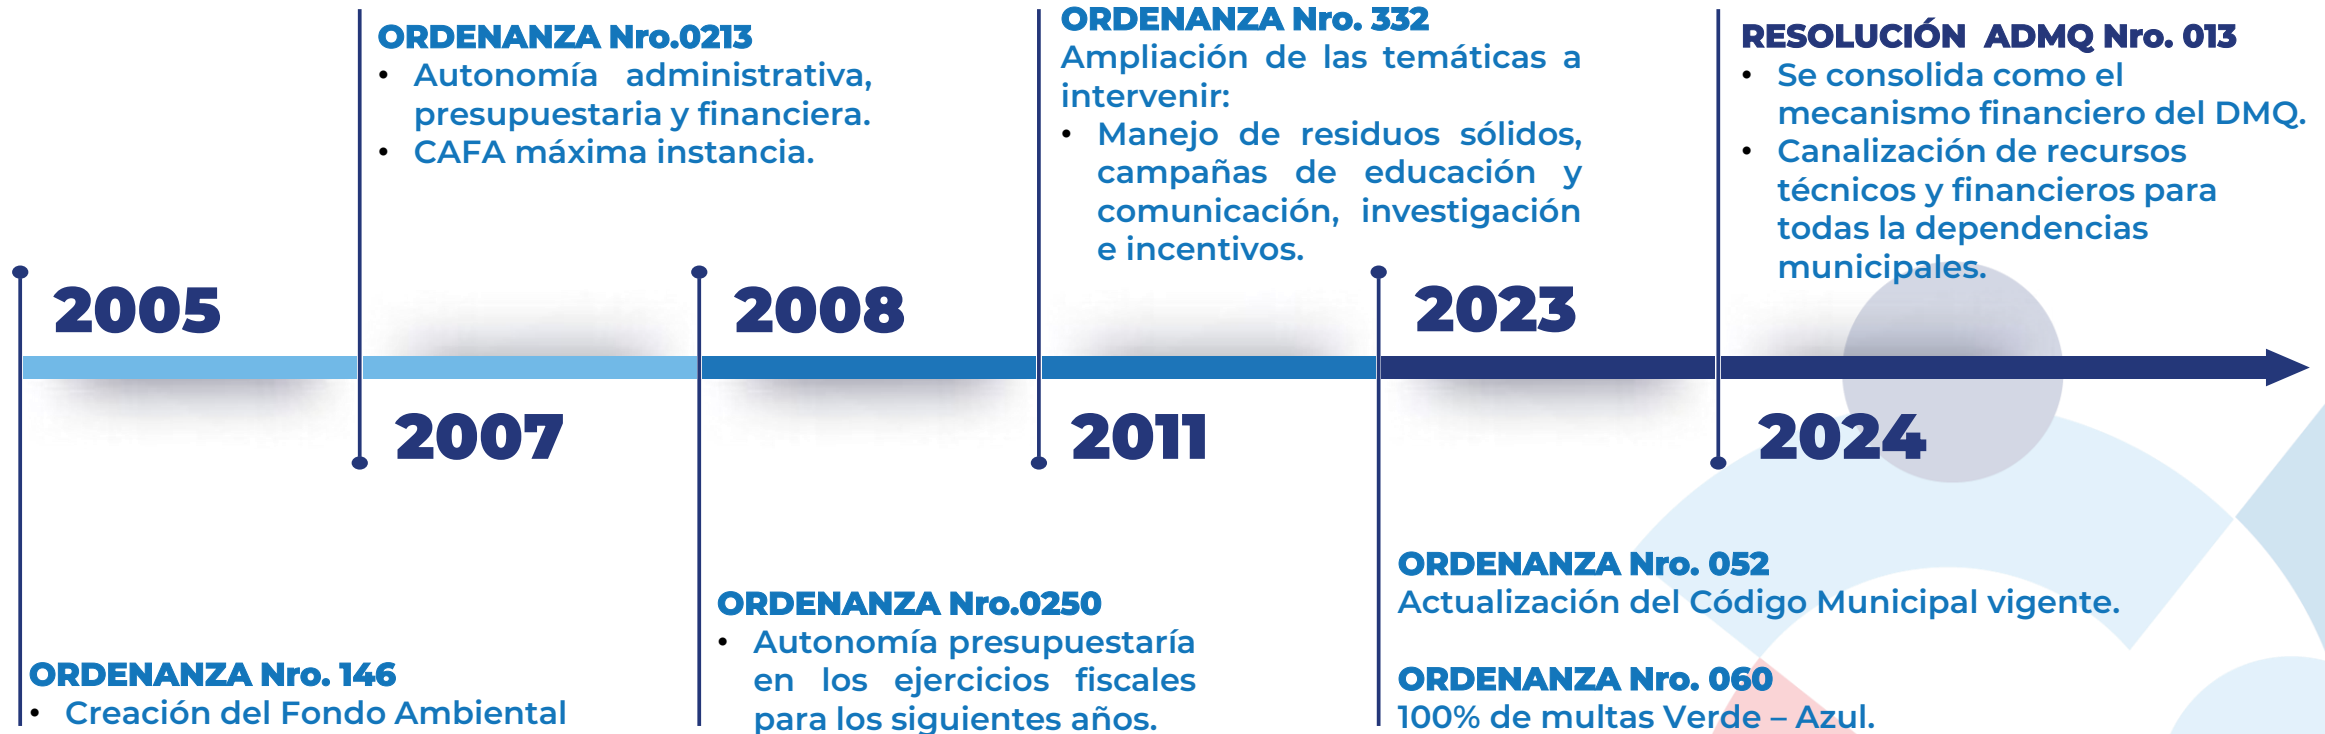 2005
ORDENANZA Nro. 146
• Creación del Fondo Ambiental
ORDENANZA Nro.0213
• Autonomía administrativa,
presupuestaria y financiera.
• CAFA máxima instancia.
2007
2008
ORDENANZA Nro.0250
• Autonomía presupuestaría
en los ejercicios fiscales
para los siguientes años.
ORDENANZA Nro. 332
Ampliación de las temáticas a
intervenir:
• Manejo de residuos sólidos,
campañas de educación y
comunicación, investigación
e incentivos.
2011
2023
ORDENANZA Nro. 052
Actualización del Código Municipal vigente.
ORDENANZA Nro. 060
100% de multas Verde – Azul.
RESOLUCIÓN ADMQ Nro. 013
• Se consolida como el
mecanismo financiero del DMQ.
• Canalización de recursos
técnicos y financieros para
todas la dependencias
municipales.
2024